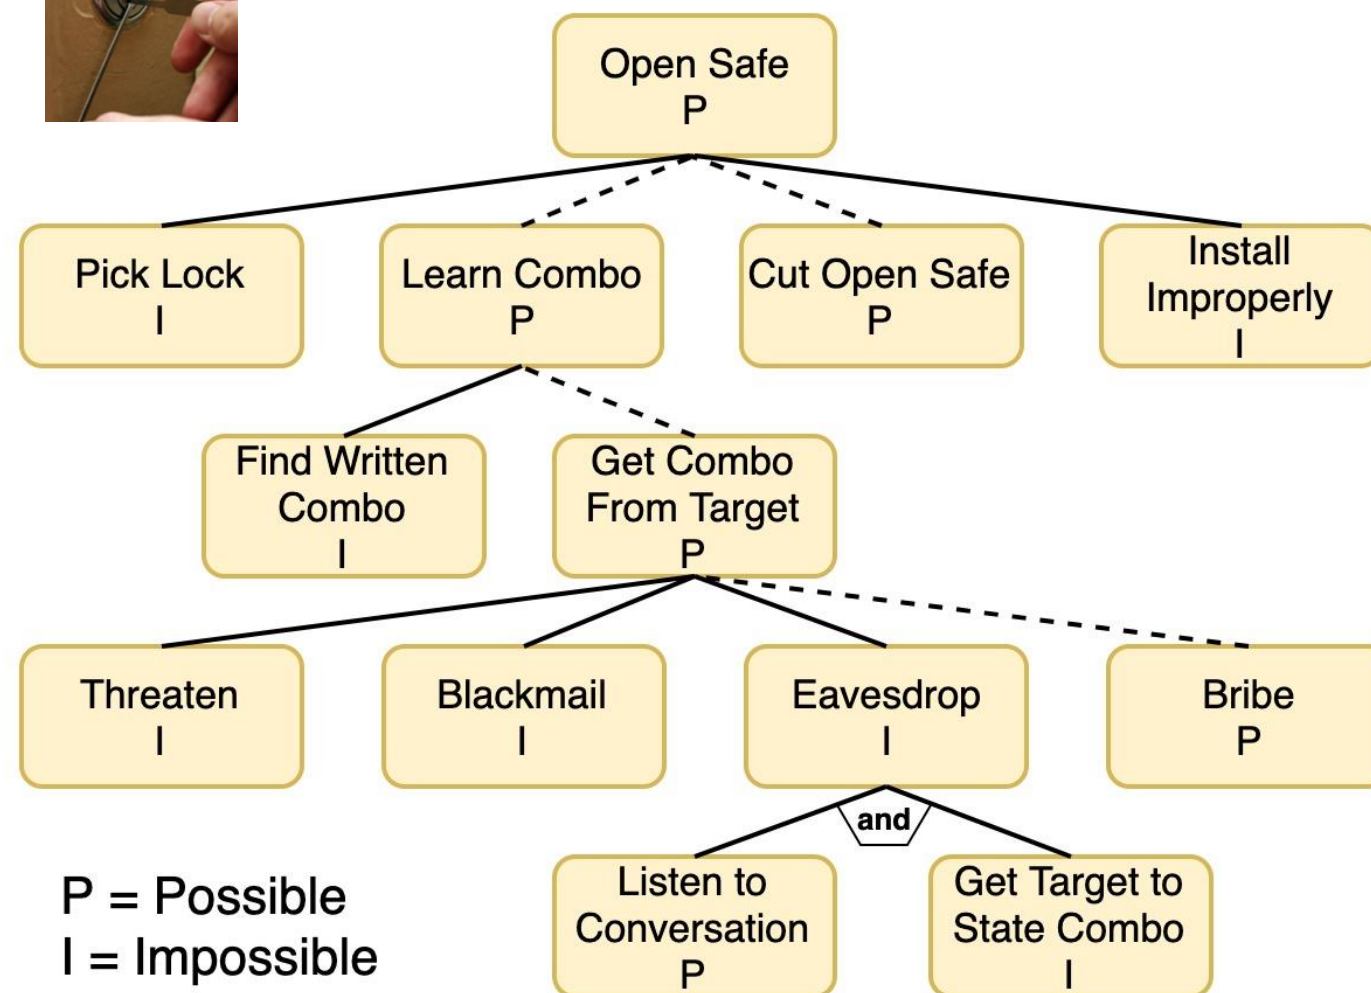 Open Safe
P
Pick Lock
I
Learn Combo
P
Cut Open Safe
P
Install
Improperly
I
Find Written
Combo
I
Get Combo
From Target
P
Threaten
I
Blackmail
I
Eavesdrop
I
Bribe
P
and
Listen to
Conversation
P
Get Target to
State Combo
I
P = Possible
I = Impossible